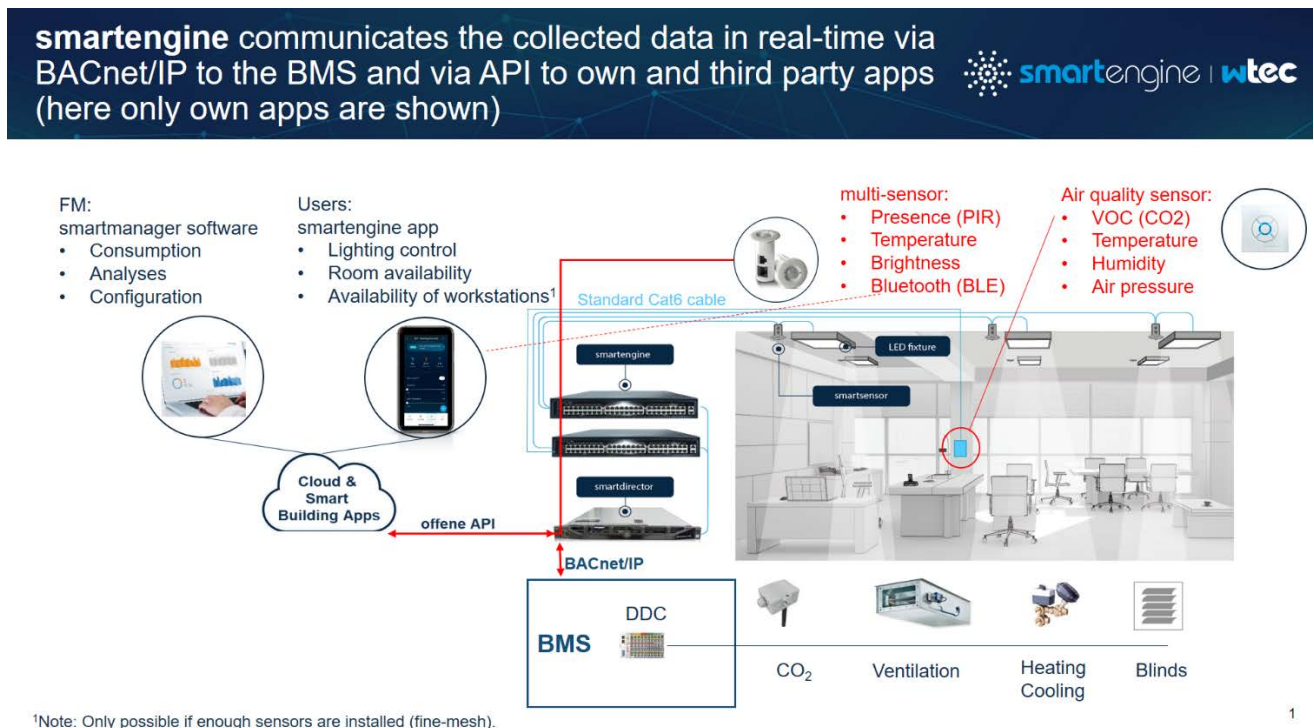 smartengine communicates the collected data in real-time via
BACnet/IP to the BMS and via API to own and third party apps
(here only own apps are shown)
smartengine | wtec
FM:
smartmanager software
• Consumption
• Analyses
• Configuration
Users:
smartengine app
• Lighting control
• Room availability
• Availability of workstations¹
multi-sensor:
• Presence (PIR)
• Temperature
• Brightness
• Bluetooth (BLE)
Air quality sensor:
• VOC (CO2)
• Temperature
• Humidity
• Air pressure
Standard Cat6 cable
smartengine
LED fixture
smartsensor
smartdirector
Cloud &
Smart
Building Apps
offene API
BACnet/IP
BMS
DDC
CO₂
Ventilation
Heating
Cooling
Blinds
¹Note: Only possible if enough sensors are installed (fine-mesh).
1